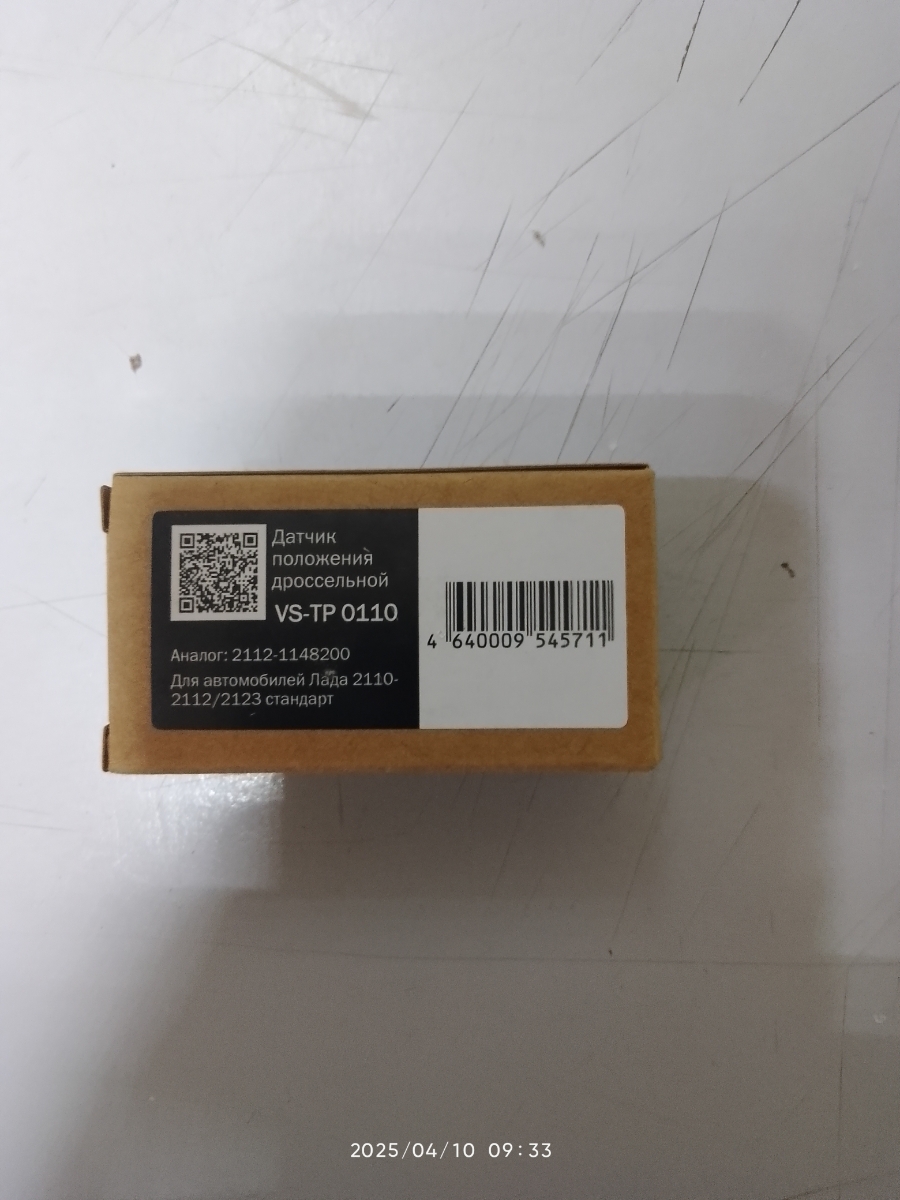 Датчик
положения
дроссельной
VS-TP 0110
Аналог: 2112-1148200
Для автомобилей Лада 2110-
2112/2123 стандарт
4 640009 545711
2025/04/10 09:33